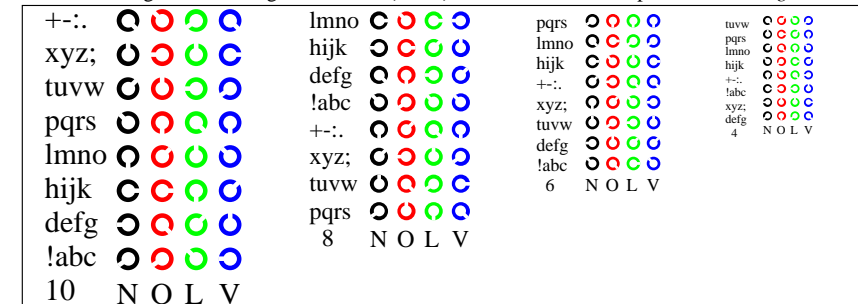 +-:.
xyz;
tuvw
pqrs
lmno
hijk
defg
!abc
10 N O L V
lmno
hijk
defg
!abc
+-:.
xyz;
tuvw
pqrs
8 N O L V
pqrs
lmno
hijk
+-:.
xyz;
tuvw
defg
!abc
6 N O L V
tuvw
pqrs
lmno
hijk
+-:.
!abc
xyz;
defg
4 N O L V